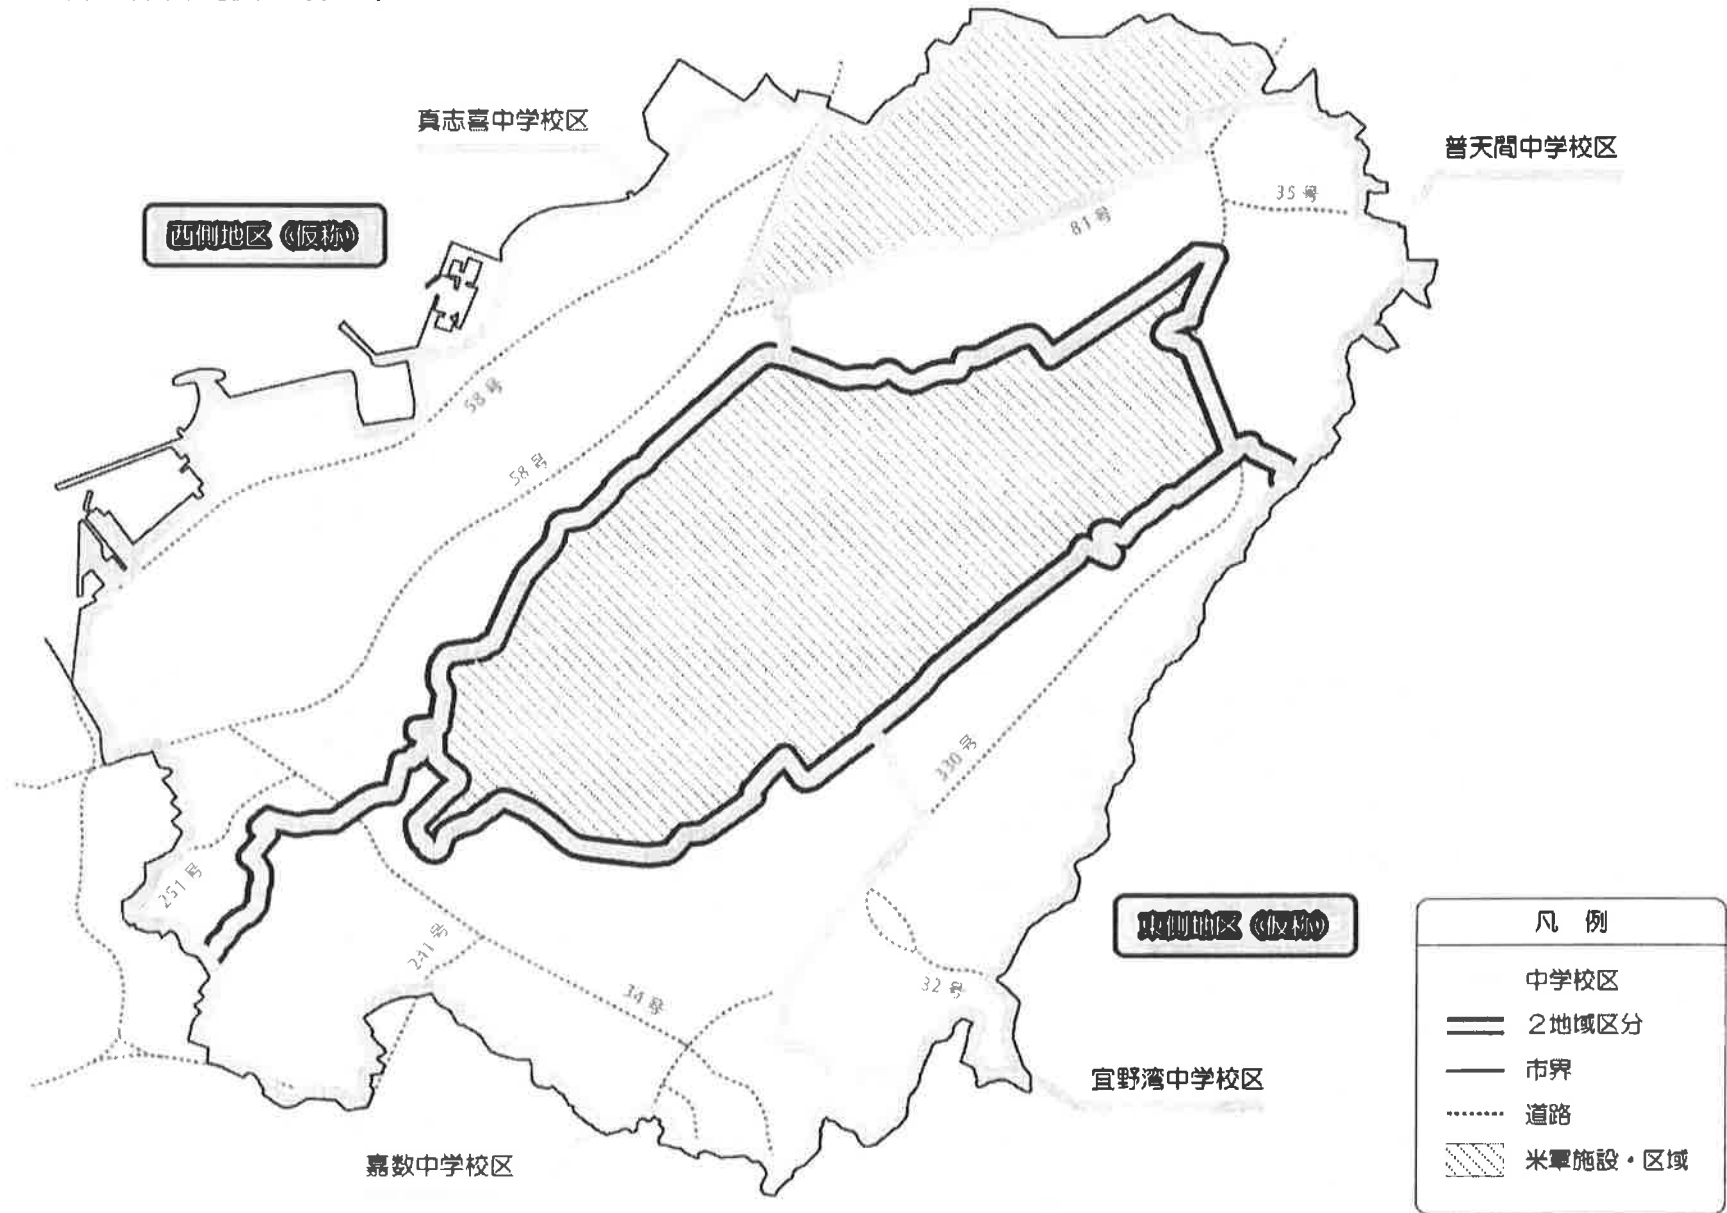 真志喜中学校区
普天間中学校区
西側地区（仮称）
35号
81号
58号
58号
330号
251号
241号
34号
32号
東側地区（仮称）
宜野湾中学校区
嘉数中学校区
凡 例
中学校区
２地域区分
市界
道路
米軍施設・区域